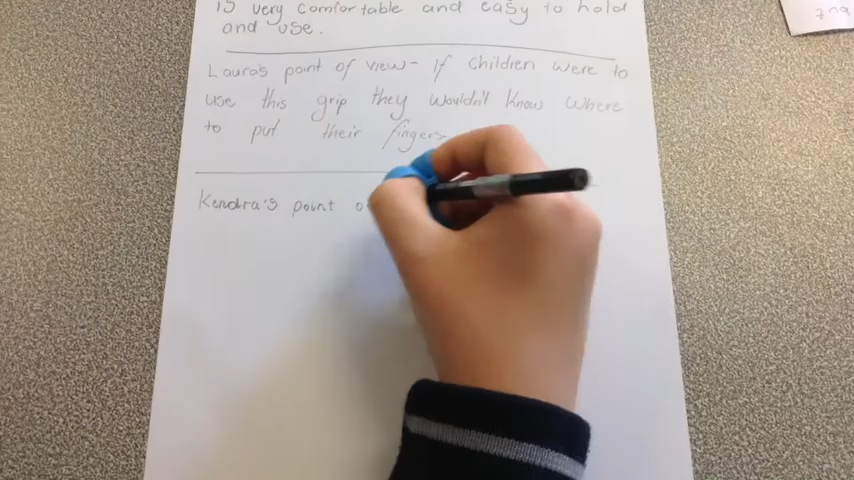 is very comfortable and easy to hold
and use.
Laura's point of view- If children were to
use this grip they wouldn't know where
to put their fingers.
Kendra's point o